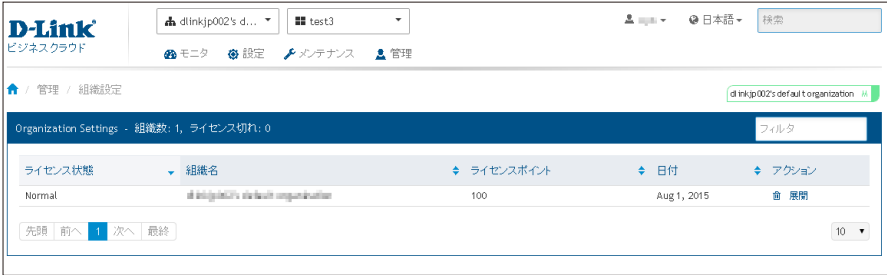 D-Link
ビジネスクラウド
dlinkjp002's d...
test3
日本語
検索
モニタ 設定 メンテナンス 管理
/ 管理 / 組織設定
dlinkjp002's default organization M
Organization Settings - 組織数: 1, ライセンス切れ: 0
フィルタ
ライセンス状態 組織名 ライセンスポイント 日付 アクション
Normal 100 Aug 1, 2015 展開
先頭 前へ 1 次へ 最終
10